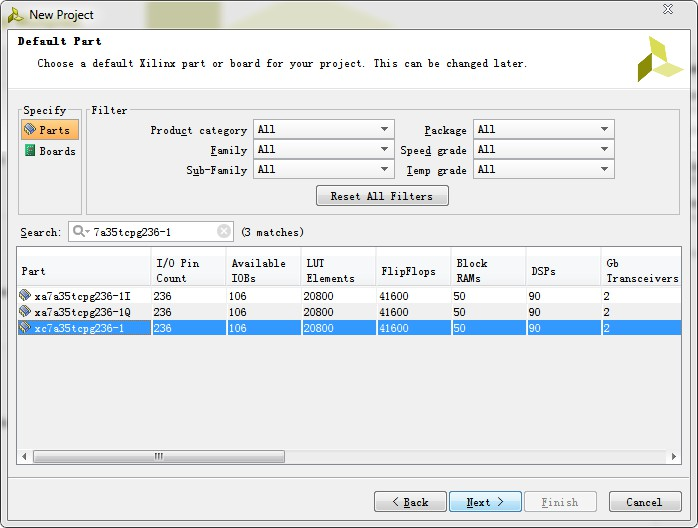 New Project
Default Part
Choose a default Xilinx part or board for your project. This can be changed later.
Specify
Parts
Boards
Filter
Product category All
Package All
Family All
Speed grade All
Sub-Family All
Temp grade All
Reset All Filters
Search: 7a35tcpg236-1 (3 matches)
Part I/O Pin Count Available IOBs LUT Elements FlipFlops Block RAMs DSPs Gb Transceivers
xa7a35tcpg236-1I 236 106 20800 41600 50 90 2
xa7a35tcpg236-1Q 236 106 20800 41600 50 90 2
xc7a35tcpg236-1 236 106 20800 41600 50 90 2
< Back Next > Finish Cancel